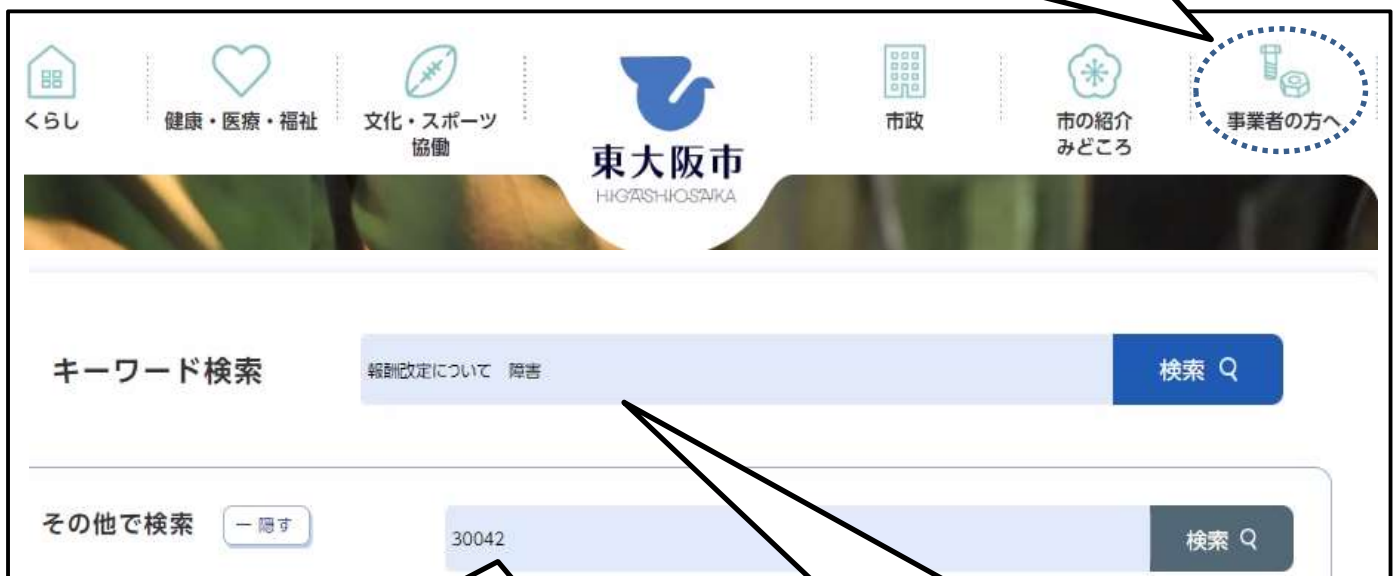 くらし
健康・医療・福祉
文化・スポーツ
協働
東大阪市
HIGASHIOSAKA
市政
市の紹介
みどころ
事業者の方へ
キーワード検索
報酬改定について 障害
検索
その他で検索
− 隠す
30042
検索